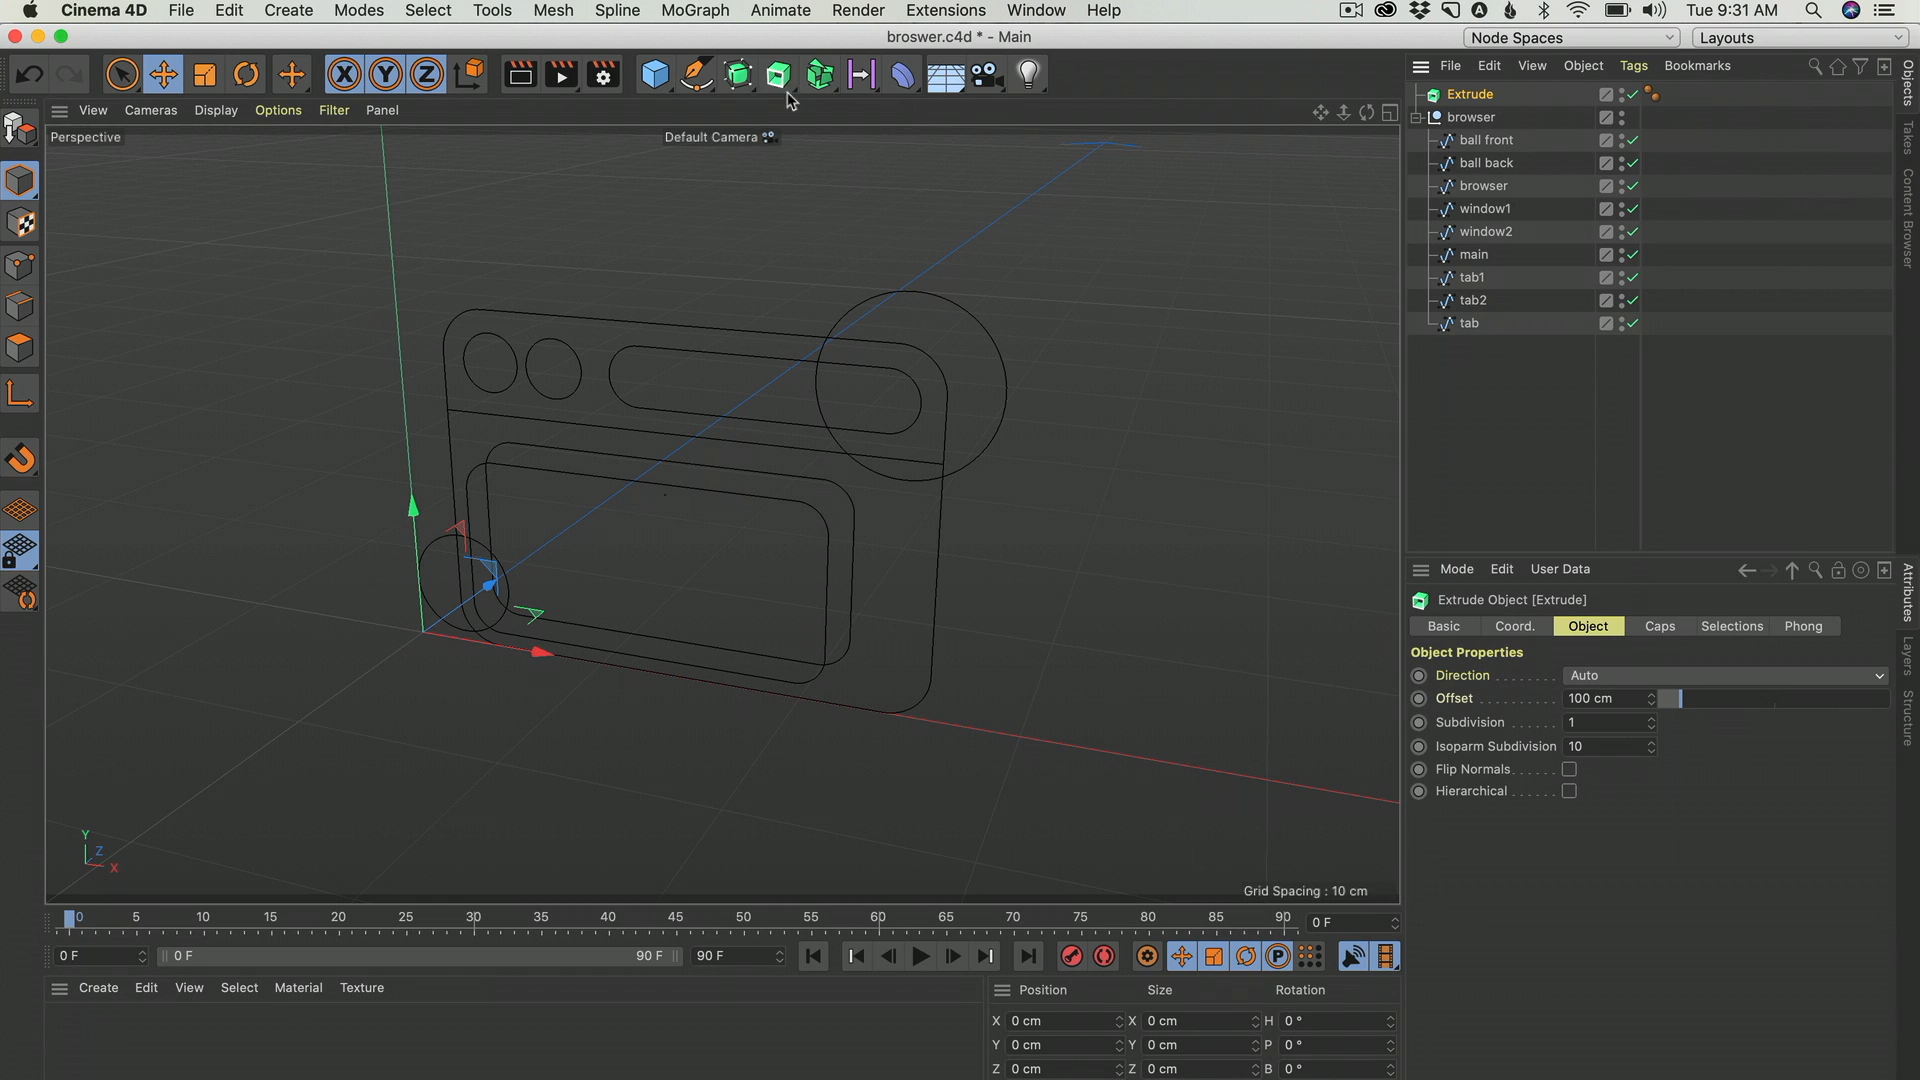 Cinema 4D File Edit Create Modes Select Tools Mesh Spline MoGraph Animate Render Extensions Window Help Tue 9:31 AM
broswer.c4d * - Main
Node Spaces
Layouts
X Y Z
File Edit View Object Tags Bookmarks
View Cameras Display Options Filter Panel
Perspective
Default Camera
Extrude
browser
ball front
ball back
browser
window1
window2
main
tab1
tab2
tab
Objects
Takes
Content Browser
Mode Edit User Data
Extrude Object [Extrude]
Basic Coord. Object Caps Selections Phong
Object Properties
Direction Auto
Offset 100 cm
Subdivision 1
Isoparm Subdivision 10
Flip Normals
Hierarchical
Attributes
Layers
Structure
Y
Z
X
Grid Spacing : 10 cm
0 5 10 15 20 25 30 35 40 45 50 55 60 65 70 75 80 85 90
0 F
0 F 0 F 90 F 90 F
P
Create Edit View Select Material Texture
Position Size Rotation
X 0 cm X 0 cm H 0 °
Y 0 cm Y 0 cm P 0 °
Z 0 cm Z 0 cm B 0 °